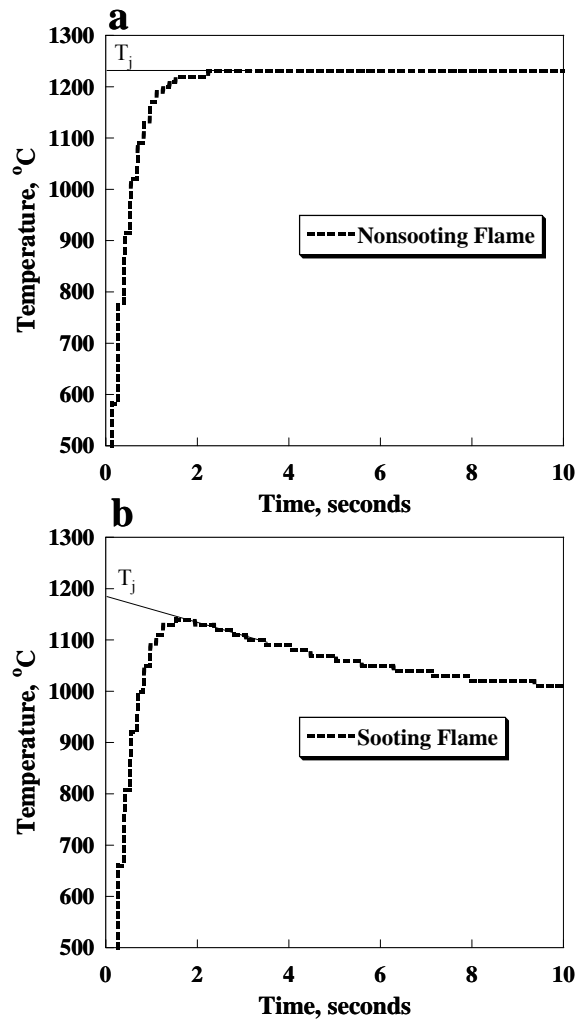 a
1300
1200
1100
1000
900
800
700
600
500
Temperature, °C
T_j
Nonsooting Flame
0 2 4 6 8 10
Time, seconds
b
1300
1200
1100
1000
900
800
700
600
500
Temperature, °C
T_j
Sooting Flame
0 2 4 6 8 10
Time, seconds